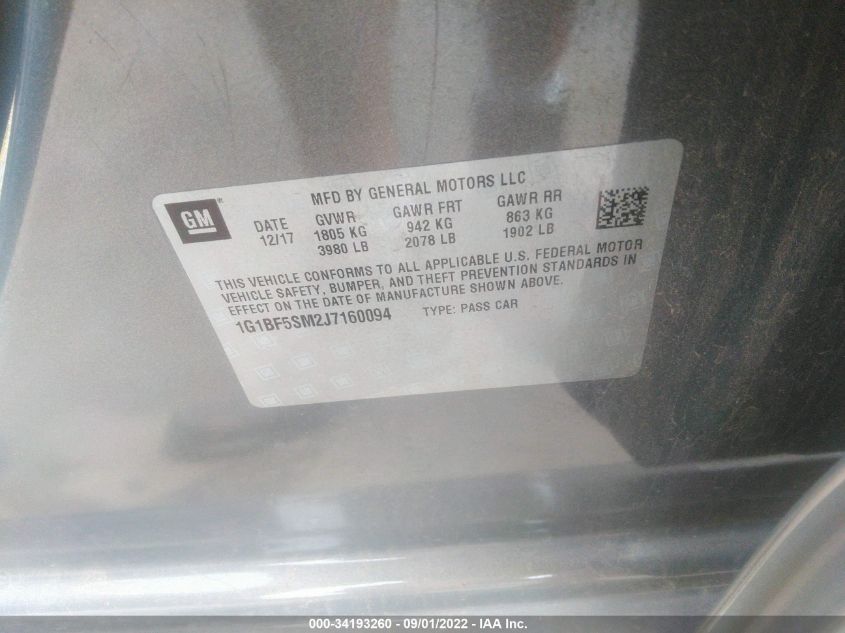 GM
MFD BY GENERAL MOTORS LLC
DATE GVWR GAWR FRT GAWR RR
12/17 1805 KG 942 KG 863 KG
3980 LB 2078 LB 1902 LB
THIS VEHICLE CONFORMS TO ALL APPLICABLE U.S. FEDERAL MOTOR
VEHICLE SAFETY, BUMPER, AND THEFT PREVENTION STANDARDS IN
EFFECT ON THE DATE OF MANUFACTURE SHOWN ABOVE.
1G1BF5SM2J7160094 TYPE: PASS CAR
000-34193260 - 09/01/2022 - IAA Inc.